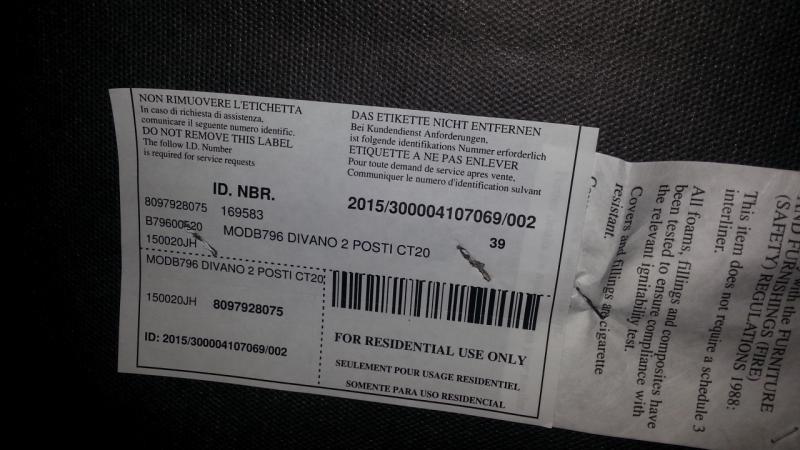 NON RIMUOVERE L'ETICHETTA
In caso di richiesta di assistenza,
comunicare il seguente numero identific.
DO NOT REMOVE THIS LABEL
The follow I.D. Number
is required for service requests
DAS ETIKETTE NICHT ENTFERNEN
Bei Kundendienst Anforderungen,
ist folgende identifikations Nummer erforderlich
ETIQUETTE A NE PAS ENLEVER
Pour toute demand de service apres vente,
Communiquer le numero d'identification sulvant
ID. NBR.
8097928075 169583 2015/300004107069/002
B79600520 MODB796 DIVANO 2 POSTI CT20 39
150020JH
MODB796 DIVANO 2 POSTI CT20
150020JH 8097928075
ID: 2015/300004107069/002
FOR RESIDENTIAL USE ONLY
SEULEMENT POUR USAGE RESIDENTIEL
SOMENTE PARA USO RESIDENCIAL
with the FURNITURE
AND FURNISHINGS (FIRE)
(SAFETY) REGULATIONS 1988:
This item does not require a schedule 3
interliner.
All foams, fillings and composites have
been tested to ensure compliance with
the relevant ignitability test.
Covers and fillings are cigarette
resistant.